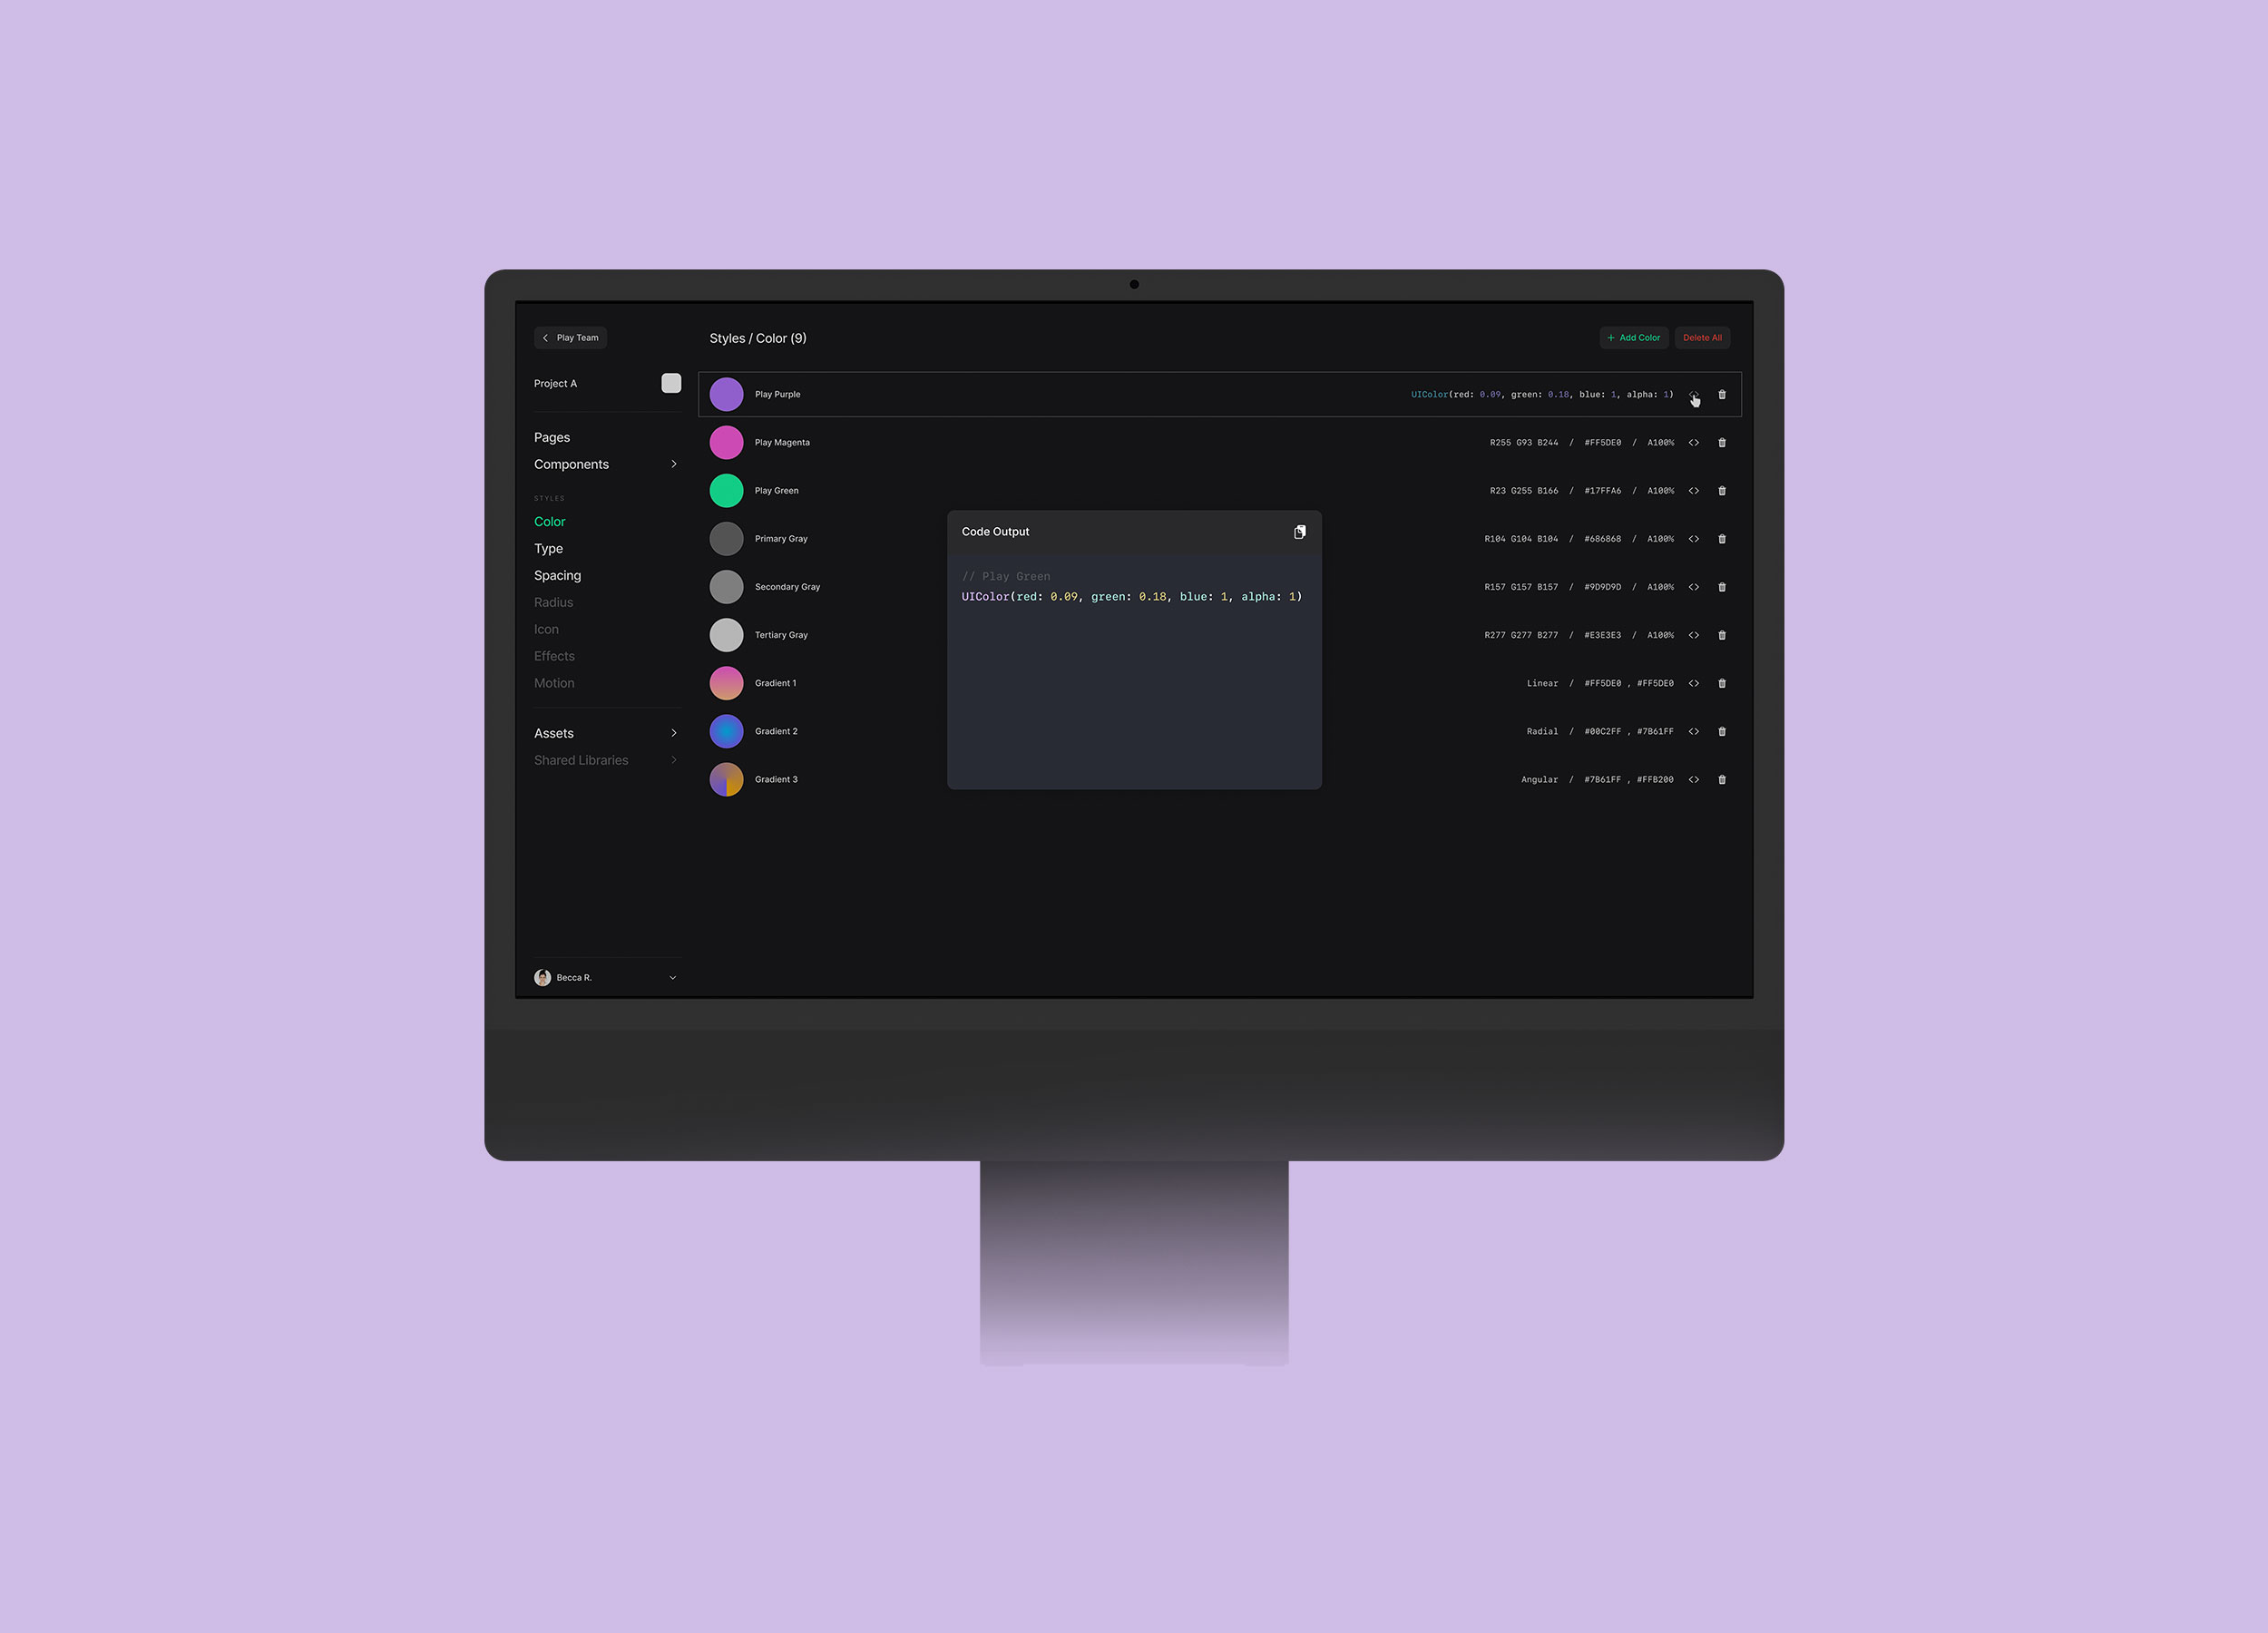 Play Team
Styles / Color (9)
+ Add Color
Delete All
Project A
Pages
Components
STYLES
Color
Type
Spacing
Radius
Icon
Effects
Motion
Assets
Shared Libraries
Becca R.
Play Purple
UIColor(red: 0.09, green: 0.18, blue: 1, alpha: 1)
Play Magenta
R255 G93 B244 / #FF5DE0 / A100%
Play Green
R23 G255 B166 / #17FFA6 / A100%
Primary Gray
R104 G104 B104 / #686868 / A100%
Secondary Gray
R157 G157 B157 / #9D9D9D / A100%
Tertiary Gray
R277 G277 B277 / #E3E3E3 / A100%
Gradient 1
Linear / #FF5DE0 , #FF5DE0
Gradient 2
Radial / #00C2FF , #7B61FF
Gradient 3
Angular / #7B61FF , #FFB200
Code Output
// Play Green
UIColor(red: 0.09, green: 0.18, blue: 1, alpha: 1)